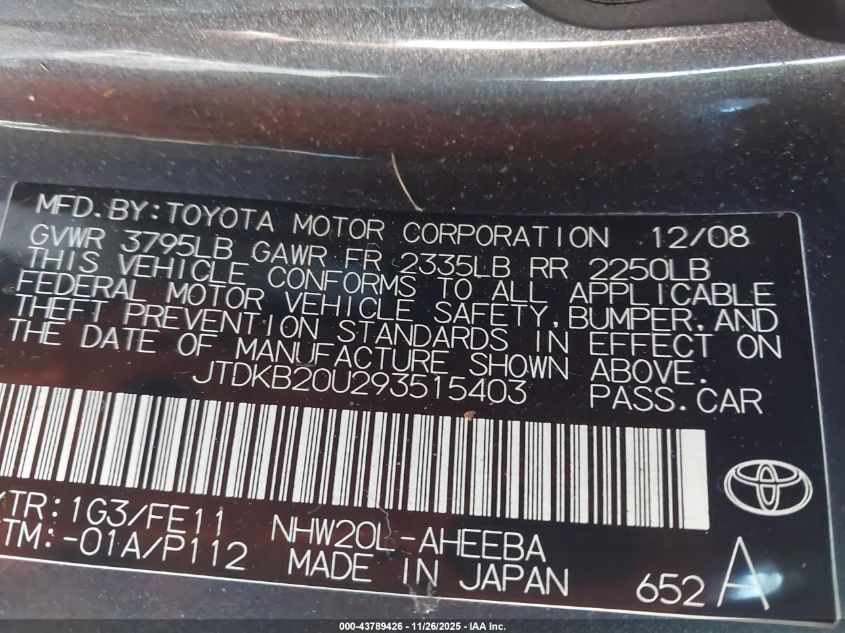 MFD.BY:TOYOTA MOTOR CORPORATION 12/08
GVWR 3795LB GAWR FR 2335LB RR 2250LB
THIS VEHICLE CONFORMS TO ALL APPLICABLE
FEDERAL MOTOR VEHICLE SAFETY,BUMPER,AND
THEFT PREVENTION STANDARDS IN EFFECT ON
THE DATE OF MANUFACTURE SHOWN ABOVE.
JTDKB20U293515403 PASS.CAR
/TR:1G3/FE11 NHW20L-AHEEBA
TM:-01A/P112 MADE IN JAPAN 652 A
000-43789426 - 11/26/2025 - IAA Inc.